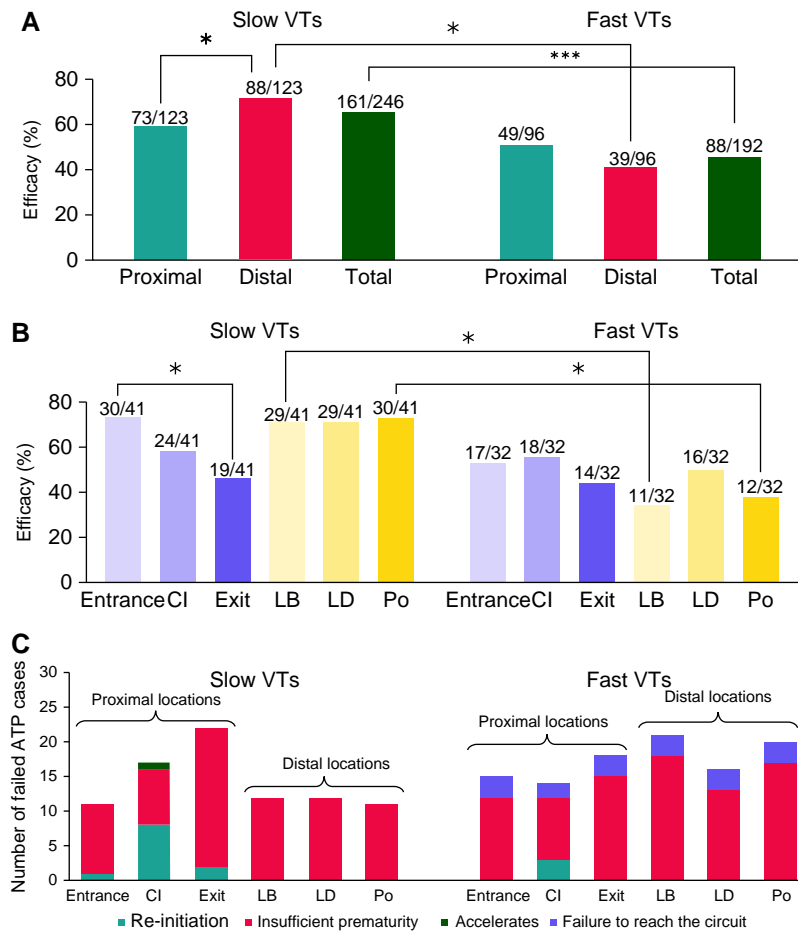 A
Slow VTs
Fast VTs
*
*
***
Efficacy (%)
80
60
40
20
0
73/123
88/123
161/246
49/96
39/96
88/192
Proximal
Distal
Total
Proximal
Distal
Total
B
Slow VTs
Fast VTs
*
*
*
Efficacy (%)
80
60
40
20
0
30/41
24/41
19/41
29/41
29/41
30/41
17/32
18/32
14/32
11/32
16/32
12/32
Entrance
CI
Exit
LB
LD
Po
Entrance
CI
Exit
LB
LD
Po
C
Slow VTs
Fast VTs
Number of failed ATP cases
30
25
20
15
10
5
0
Proximal locations
Distal locations
Proximal locations
Distal locations
Entrance
CI
Exit
LB
LD
Po
Entrance
CI
Exit
LB
LD
Po
Re-initiation
Insufficient prematurity
Accelerates
Failure to reach the circuit